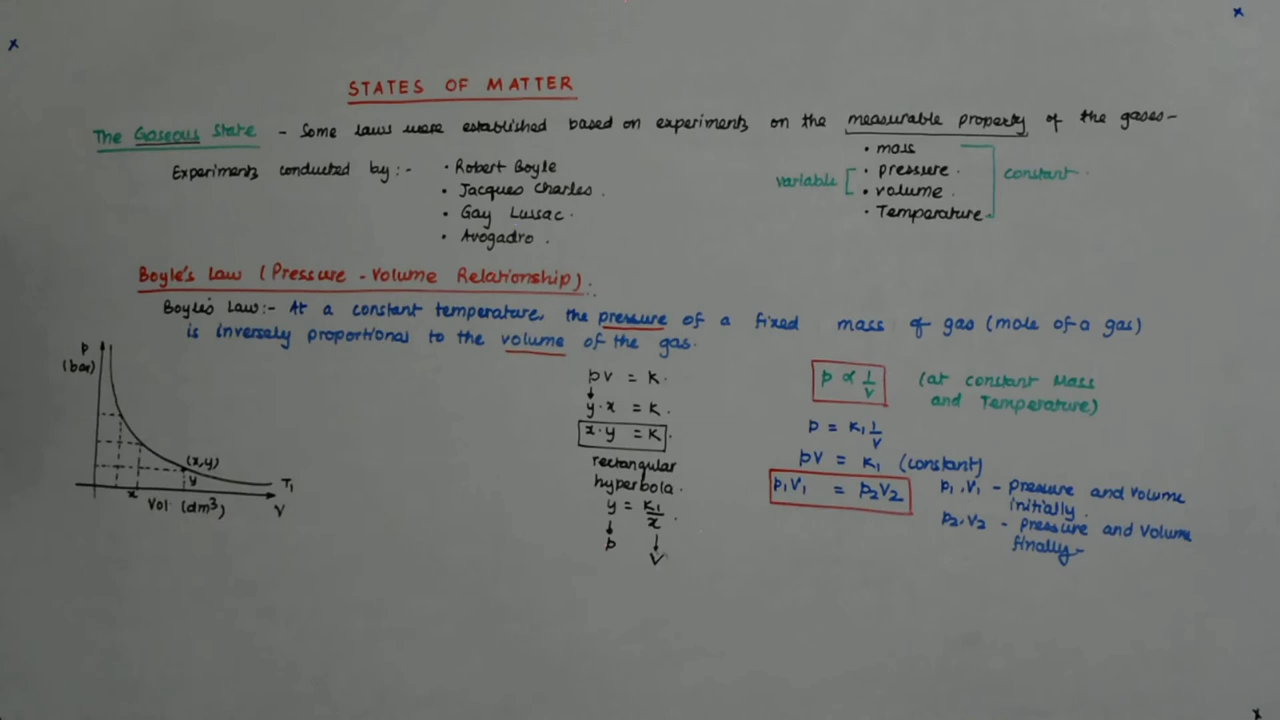 STATES OF MATTER
The Gaseous State - Some laws were established based on experiments on the measurable property of the gases-
Experiments conducted by:-
• Robert Boyle
• Jacques Charles.
• Gay Lussac.
• Avogadro.
• mass
• pressure.
• volume.
• Temperature
variable
constant.
Boyle's Law (Pressure - Volume Relationship).
Boyle's Law:- At a constant temperature, the pressure of a fixed mass of gas (mole of a gas)
is inversely proportional to the volume of the gas.
P
(bar)
(x,y)
y
T₁
x
Vol (dm³)
V
pV = K.
y.x = K.
x.y = K.
rectangular
hyperbola.
y = K₁/x.
p V
p ∝ 1/V (at constant Mass
and Temperature)
p = K₁ 1/V
pV = K₁ (constant)
p₁V₁ = p₂V₂
p₁,V₁ - pressure and Volume
initially.
p₂,V₂ - pressure and Volume
finally-